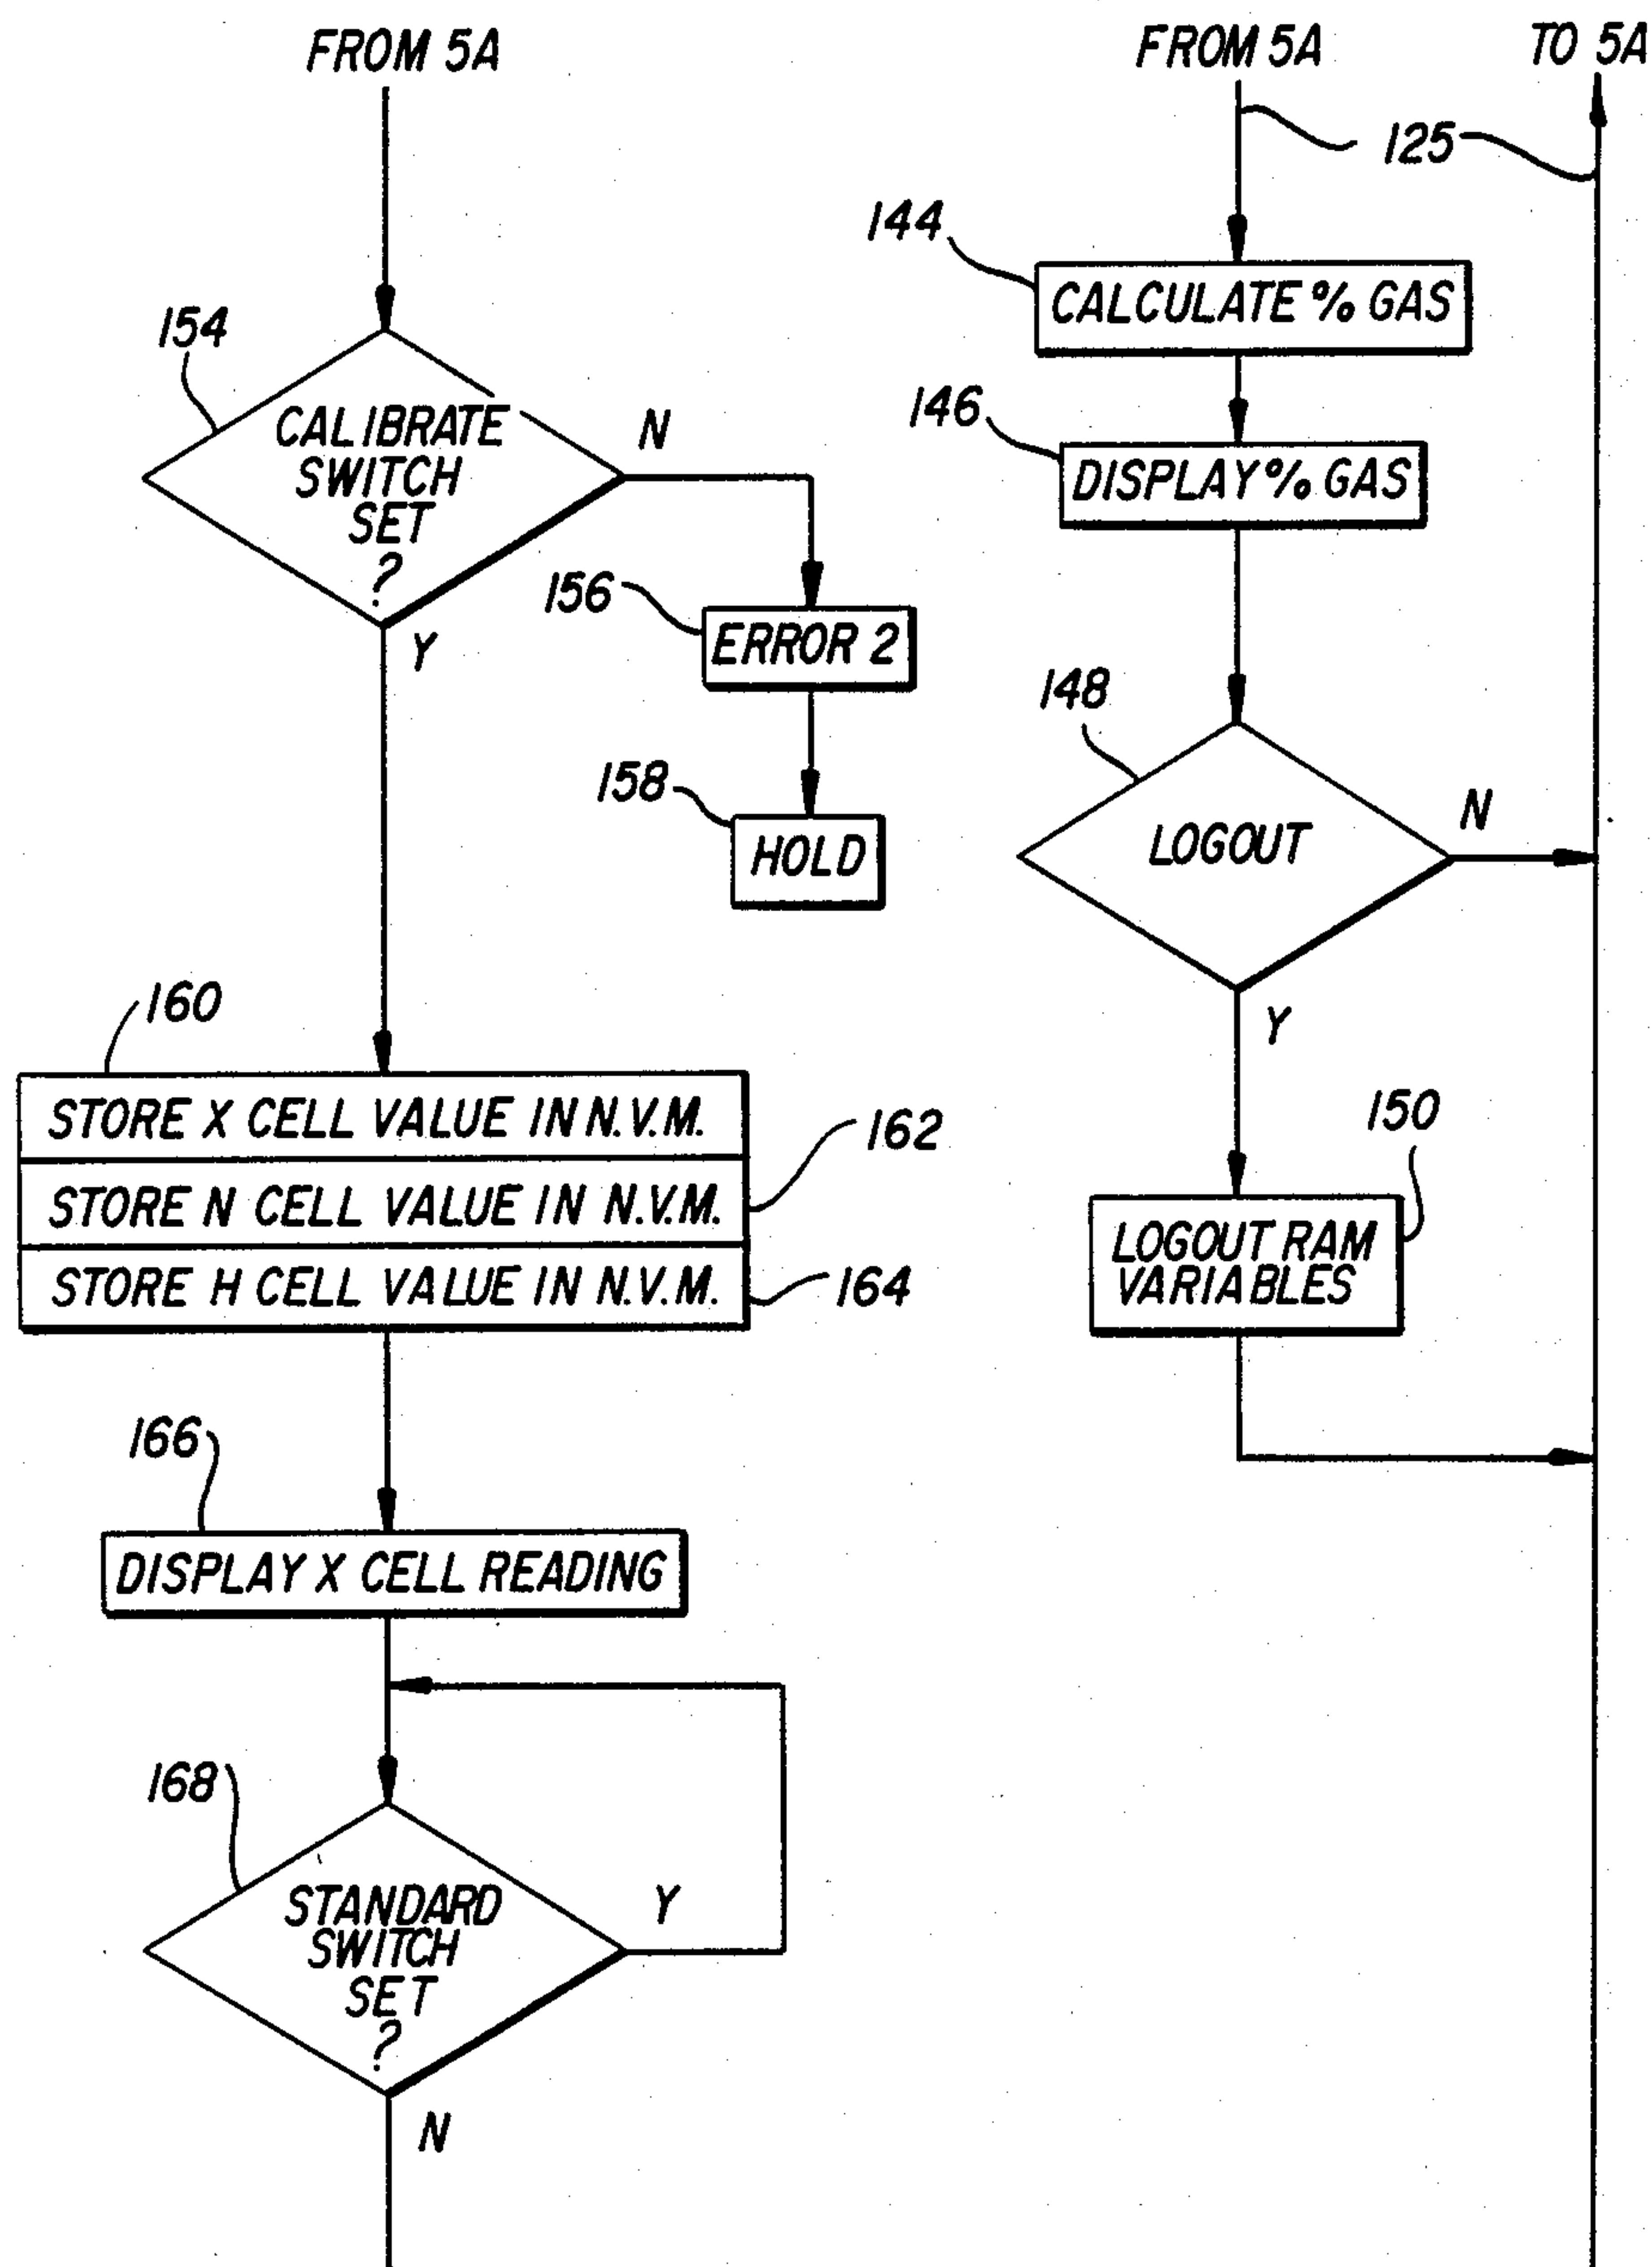 FROM 5A
FROM 5A
TO 5A
125
144
CALCULATE % GAS
154
146
CALIBRATE
SWITCH
SET
?
N
DISPLAY % GAS
156
ERROR 2
Y
148
158
HOLD
LOGOUT
N
160
Y
STORE X CELL VALUE IN N.V.M.
162
150
STORE N CELL VALUE IN N.V.M.
STORE H CELL VALUE IN N.V.M.
164
LOGOUT RAM
VARIABLES
166
DISPLAY X CELL READING
168
STANDARD
SWITCH
SET
?
Y
N